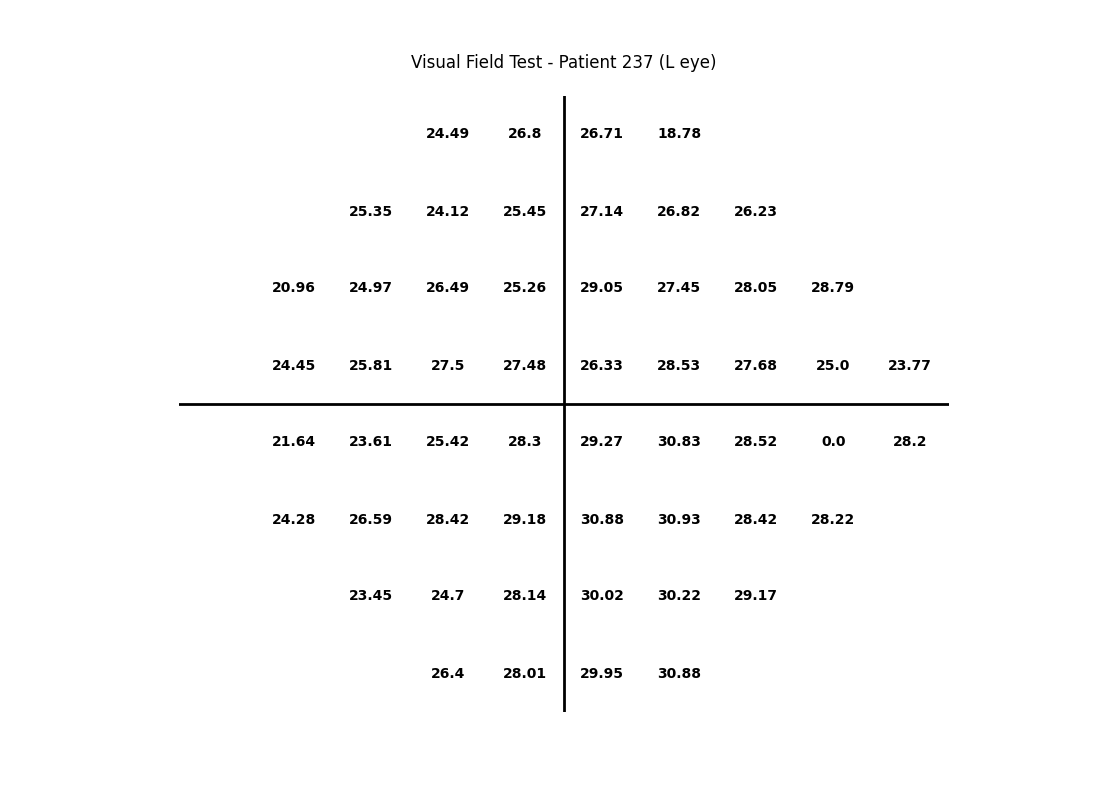 Visual Field Test - Patient 237 (L eye)
24.49 26.8 26.71 18.78
25.35 24.12 25.45 27.14 26.82 26.23
20.96 24.97 26.49 25.26 29.05 27.45 28.05 28.79
24.45 25.81 27.5 27.48 26.33 28.53 27.68 25.0 23.77
21.64 23.61 25.42 28.3 29.27 30.83 28.52 0.0 28.2
24.28 26.59 28.42 29.18 30.88 30.93 28.42 28.22
23.45 24.7 28.14 30.02 30.22 29.17
26.4 28.01 29.95 30.88